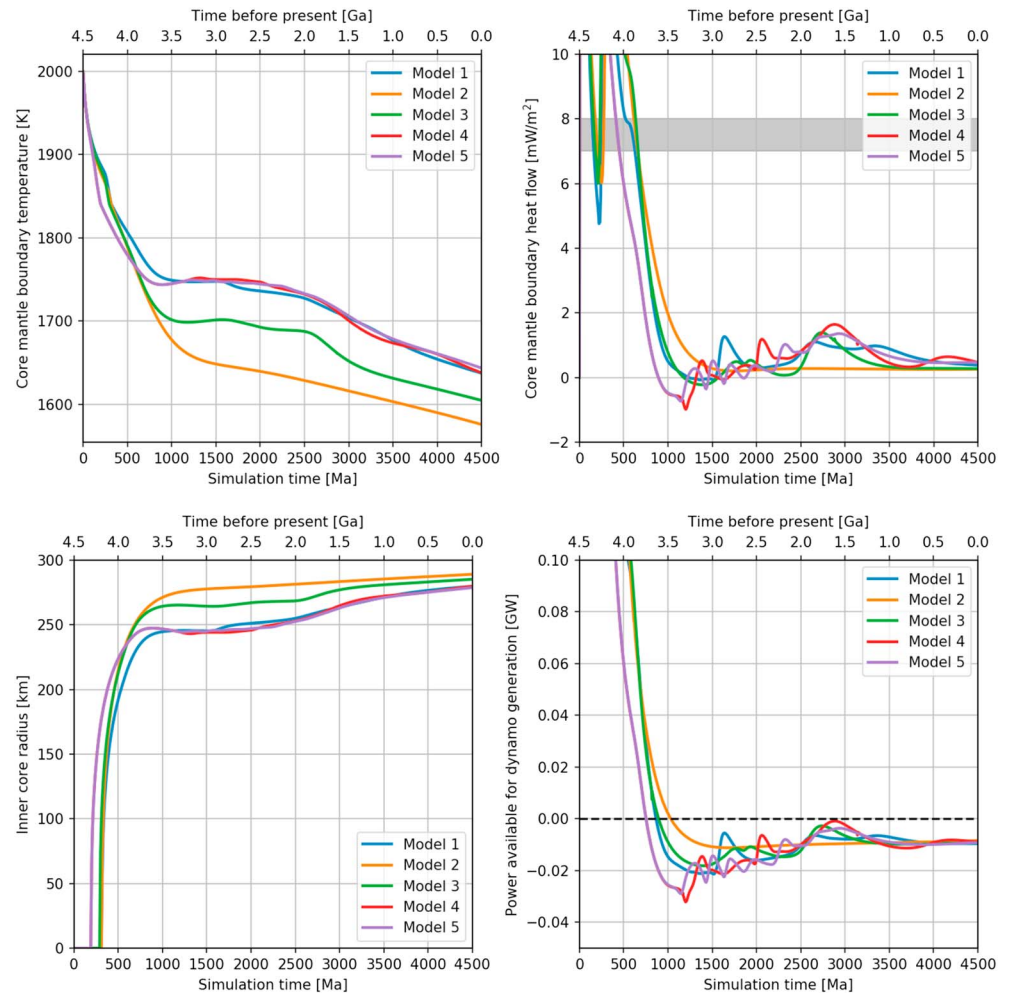 Time before present [Ga]
4.5 4.0 3.5 3.0 2.5 2.0 1.5 1.0 0.5 0.0
Core mantle boundary temperature [K]
2000
1900
1800
1700
1600
Model 1
Model 2
Model 3
Model 4
Model 5
0 500 1000 1500 2000 2500 3000 3500 4000 4500
Simulation time [Ma]
Time before present [Ga]
4.5 4.0 3.5 3.0 2.5 2.0 1.5 1.0 0.5 0.0
Core mantle boundary heat flow [mW/m²]
10
8
6
4
2
0
−2
Model 1
Model 2
Model 3
Model 4
Model 5
0 500 1000 1500 2000 2500 3000 3500 4000 4500
Simulation time [Ma]
Time before present [Ga]
4.5 4.0 3.5 3.0 2.5 2.0 1.5 1.0 0.5 0.0
Inner core radius [km]
300
250
200
150
100
50
0
Model 1
Model 2
Model 3
Model 4
Model 5
0 500 1000 1500 2000 2500 3000 3500 4000 4500
Simulation time [Ma]
Time before present [Ga]
4.5 4.0 3.5 3.0 2.5 2.0 1.5 1.0 0.5 0.0
Power available for dynamo generation [GW]
0.10
0.08
0.06
0.04
0.02
0.00
−0.02
−0.04
Model 1
Model 2
Model 3
Model 4
Model 5
0 500 1000 1500 2000 2500 3000 3500 4000 4500
Simulation time [Ma]